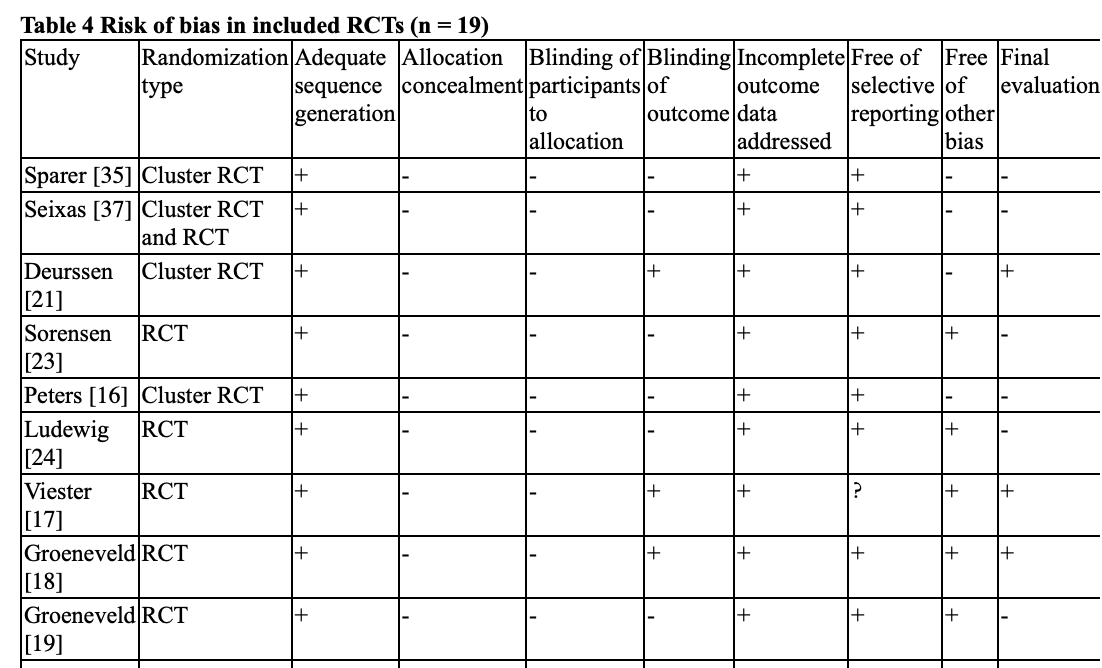 Table 4 Risk of bias in included RCTs (n = 19)
Study Randomization Adequate Allocation Blinding of Blinding Incomplete Free of Free Final
type sequence concealment participants of outcome selective of evaluation
generation to outcome data reporting other
allocation addressed bias
Sparer [35] Cluster RCT + - - - + + - -
Seixas [37] Cluster RCT + - - - + + - -
and RCT
Deurssen Cluster RCT + - - + + + - +
[21]
Sorensen RCT + - - - + + + -
[23]
Peters [16] Cluster RCT + - - - + + - -
Ludewig RCT + - - - + + + -
[24]
Viester RCT + - - + + ? + +
[17]
Groeneveld RCT + - - + + + + +
[18]
Groeneveld RCT + - - - + + + -
[19]